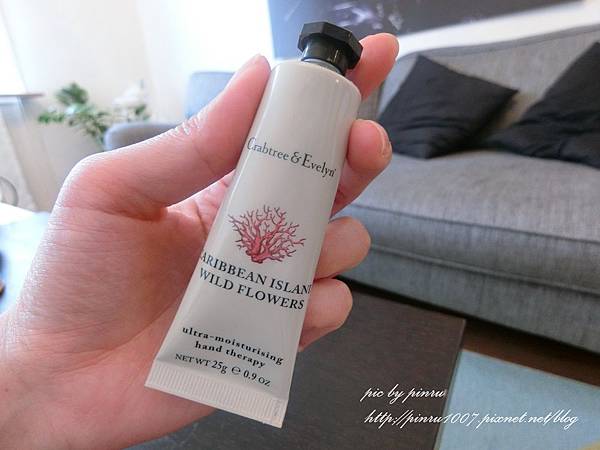 Crabtree & Evelyn®
ARIBBEAN ISLAND
WILD FLOWERS
ultra-moisturising
hand therapy
NET WT 25g ℮ 0.9 OZ
pic by pinru
http://pinru1007.pixnet.net/blog